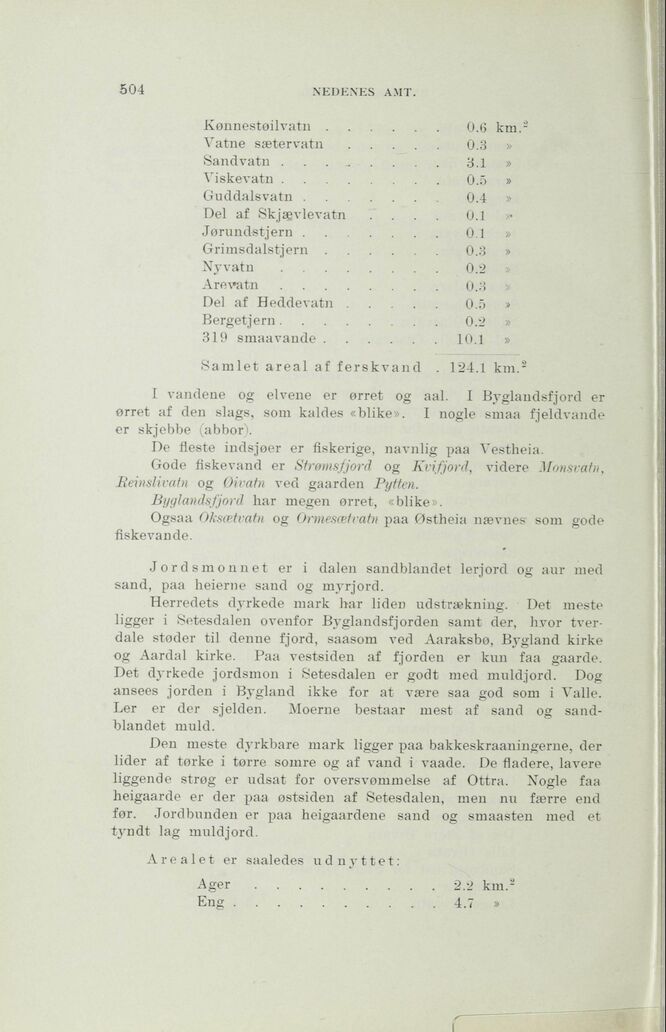 504 NEDENES AMT.
Kønnestøilvatn . . . . . . 0.6 km.²
Vatne sætervatn . . . . . 0.3 »
Sandvatn . . . . . . . . 3.1 »
Viskevatn . . . . . . . . 0.5 »
Guddalsvatn . . . . . . . 0.4 »
Del af Skjævlevatn . . . . 0.1 »
Jørundstjern . . . . . . . 0.1 »
Grimsdalstjern . . . . . . 0.3 »
Nyvatn . . . . . . . . 0.2 »
Arevatn . . . . . . . . 0.3 »
Del af Heddevatn . . . . . 0.5 »
Bergetjern . . . . . . . . 0.2 »
319 smaavande . . . . . . 10.1 »
Samlet areal af ferskvand . 124.1 km.²
I vandene og elvene er ørret og aal. I Byglandsfjord er
ørret af den slags, som kaldes «blike». I nogle smaa fjeldvande
er skjebbe (abbor).
De fleste indsjøer er fiskerige, navnlig paa Vestheia.
Gode fiskevand er Strømsfjord og Kvifjord, videre Monsvatn,
Reinslivatn og Øivatn ved gaarden Pytten.
Byglandsfjord har megen ørret, «blike».
Ogsaa Oksætvatn og Ormesætvatn paa Østheia nævnes som gode
fiskevande.
Jordsmonnet er i dalen sandblandet lerjord og aur med
sand, paa heierne sand og myrjord.
Herredets dyrkede mark har liden udstrækning. Det meste
ligger i Setesdalen ovenfor Byglandsfjorden samt der, hvor tver-
dale støder til denne fjord, saasom ved Aaraksbø, Bygland kirke
og Aardal kirke. Paa vestsiden af fjorden er kun faa gaarde.
Det dyrkede jordsmon i Setesdalen er godt med muldjord. Dog
ansees jorden i Bygland ikke for at være saa god som i Valle.
Ler er der sjelden. Moerne bestaar mest af sand og sand-
blandet muld.
Den meste dyrkbare mark ligger paa bakkeskraaningerne, der
lider af tørke i tørre somre og af vand i vaade. De fladere, lavere
liggende strøg er udsat for oversvømmelse af Ottra. Nogle faa
heigaarde er der paa østsiden af Setesdalen, men nu færre end
før. Jordbunden er paa heigaardene sand og smaasten med et
tyndt lag muldjord.
Arealet er saaledes udnyttet:
Ager . . . . . . . . . 2.2 km.²
Eng . . . . . . . . . . 4.7 »